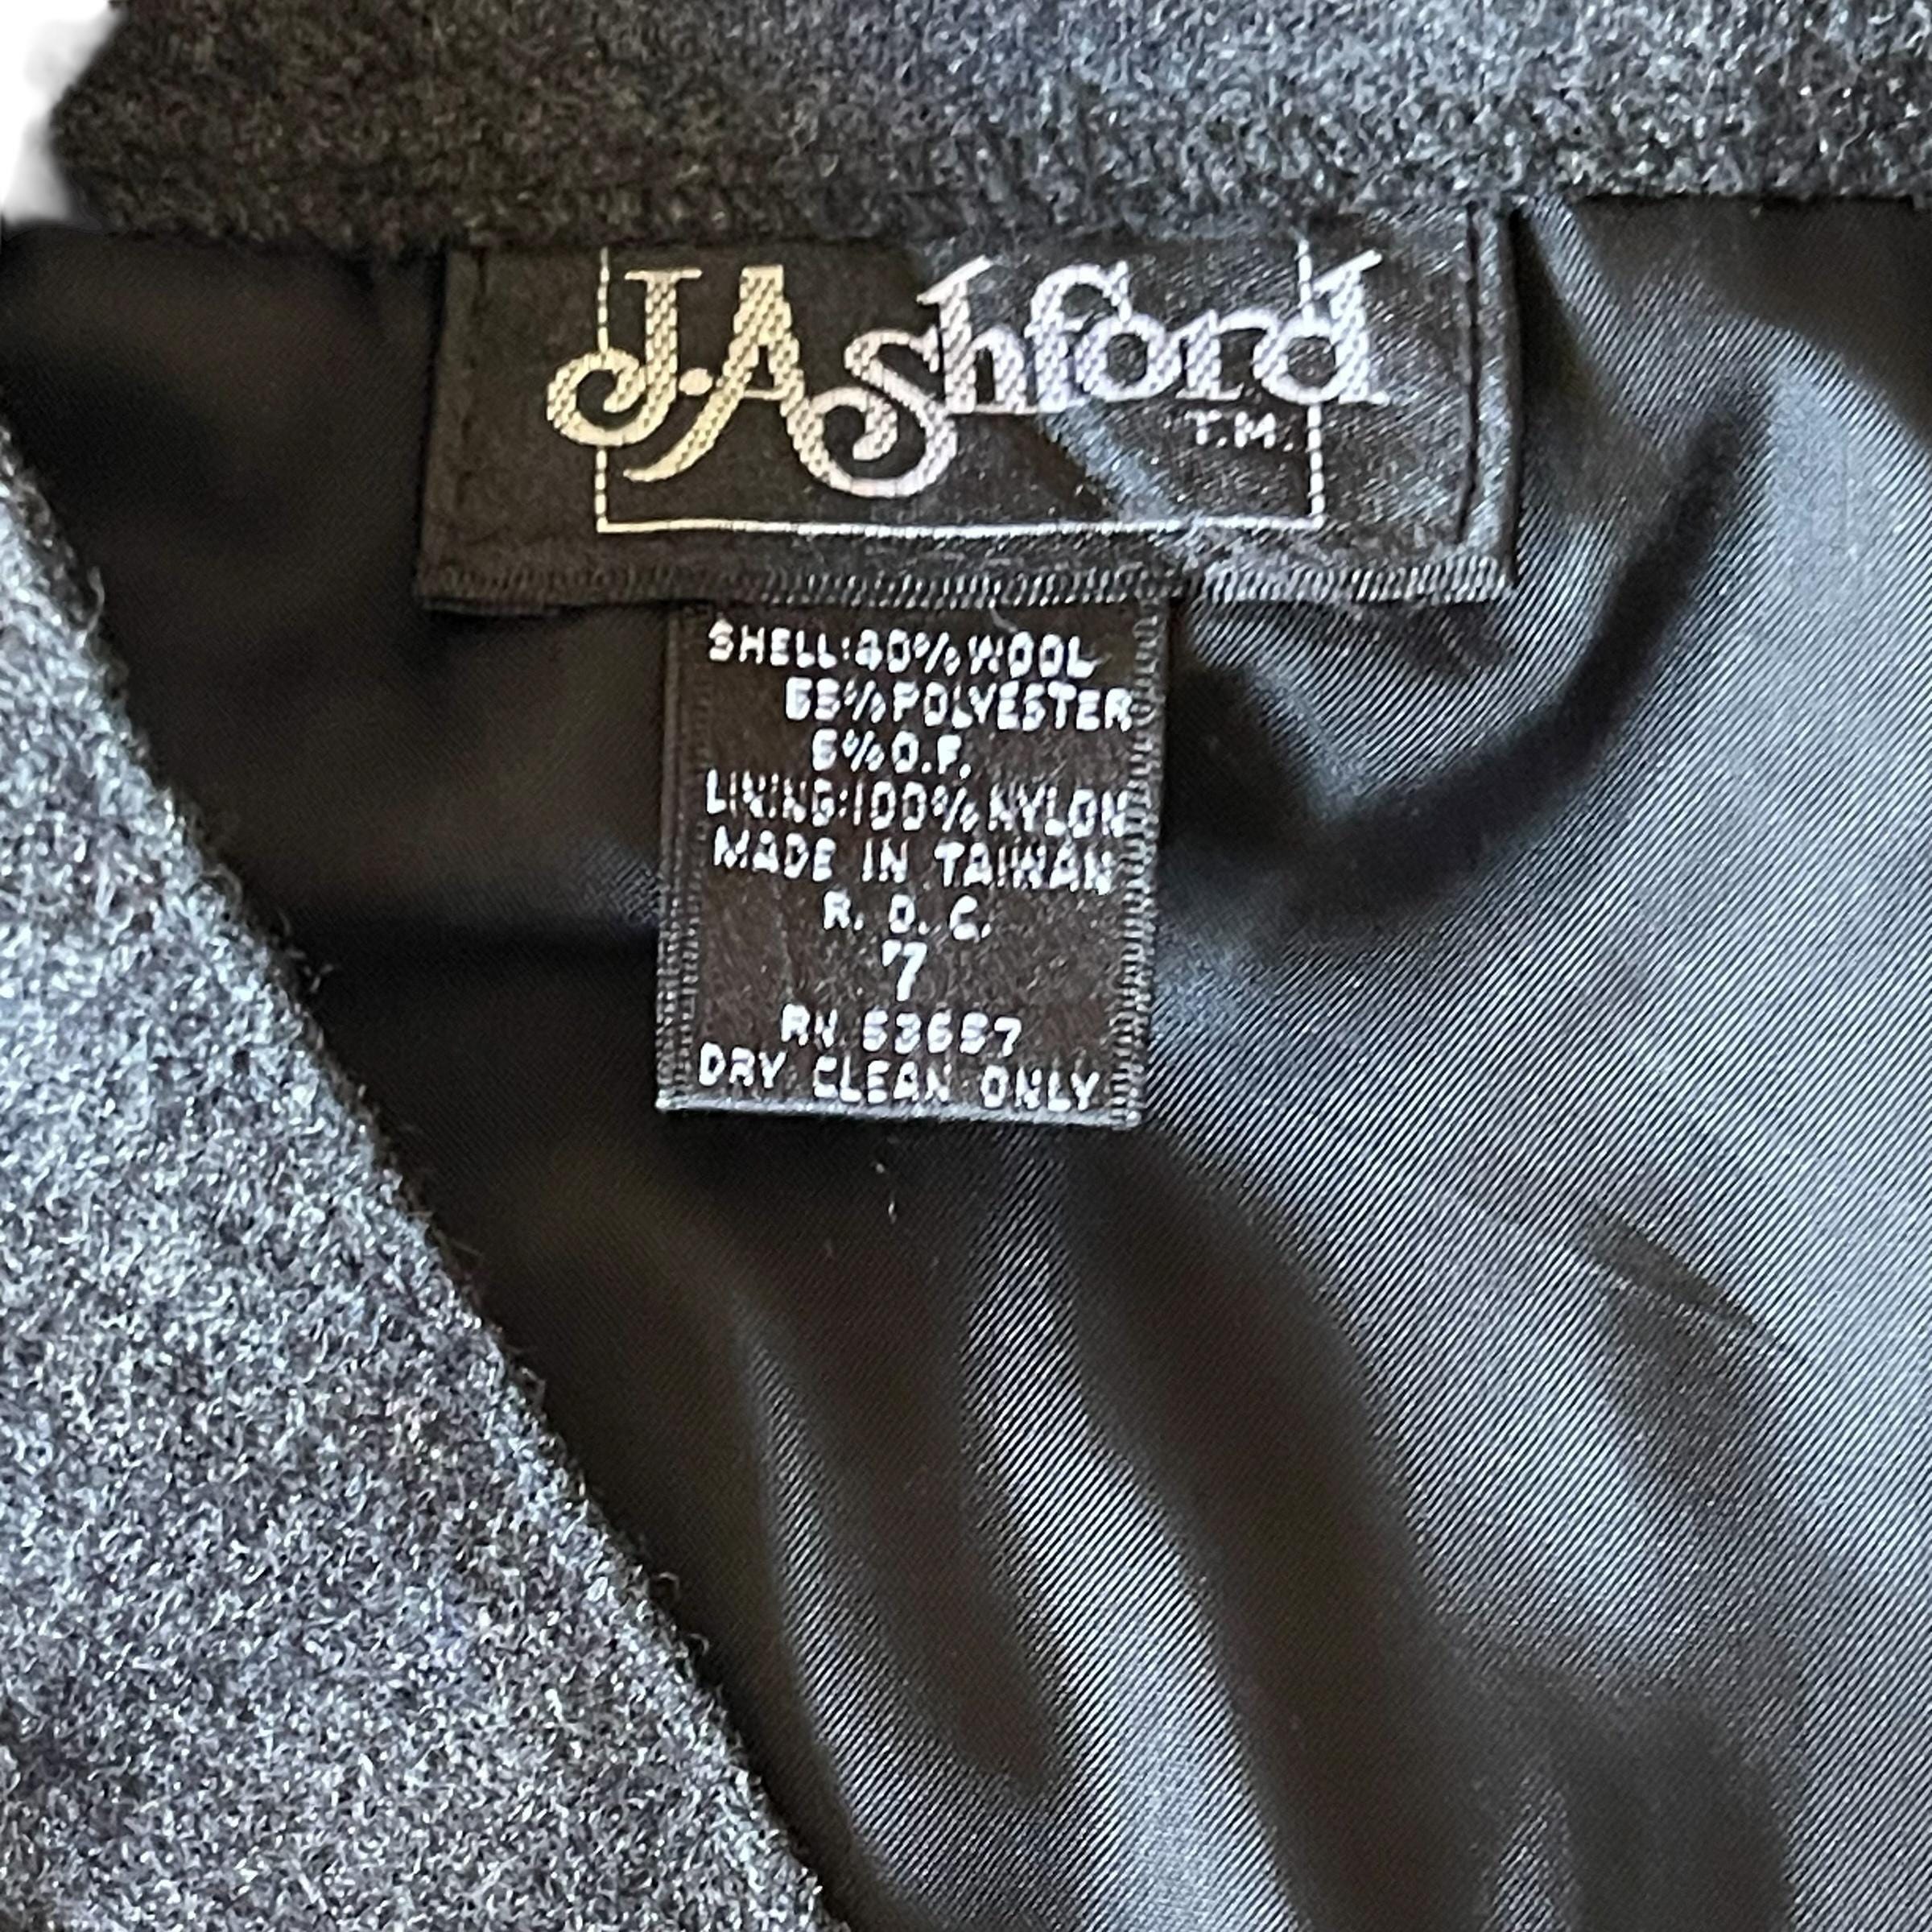 J.Ashford
T.M.
SHELL:40% WOOL
55% POLYESTER
5% O.F.
LINING:100% NYLON
MADE IN TAIWAN
R. O. C.
7
RN 53657
DRY CLEAN ONLY